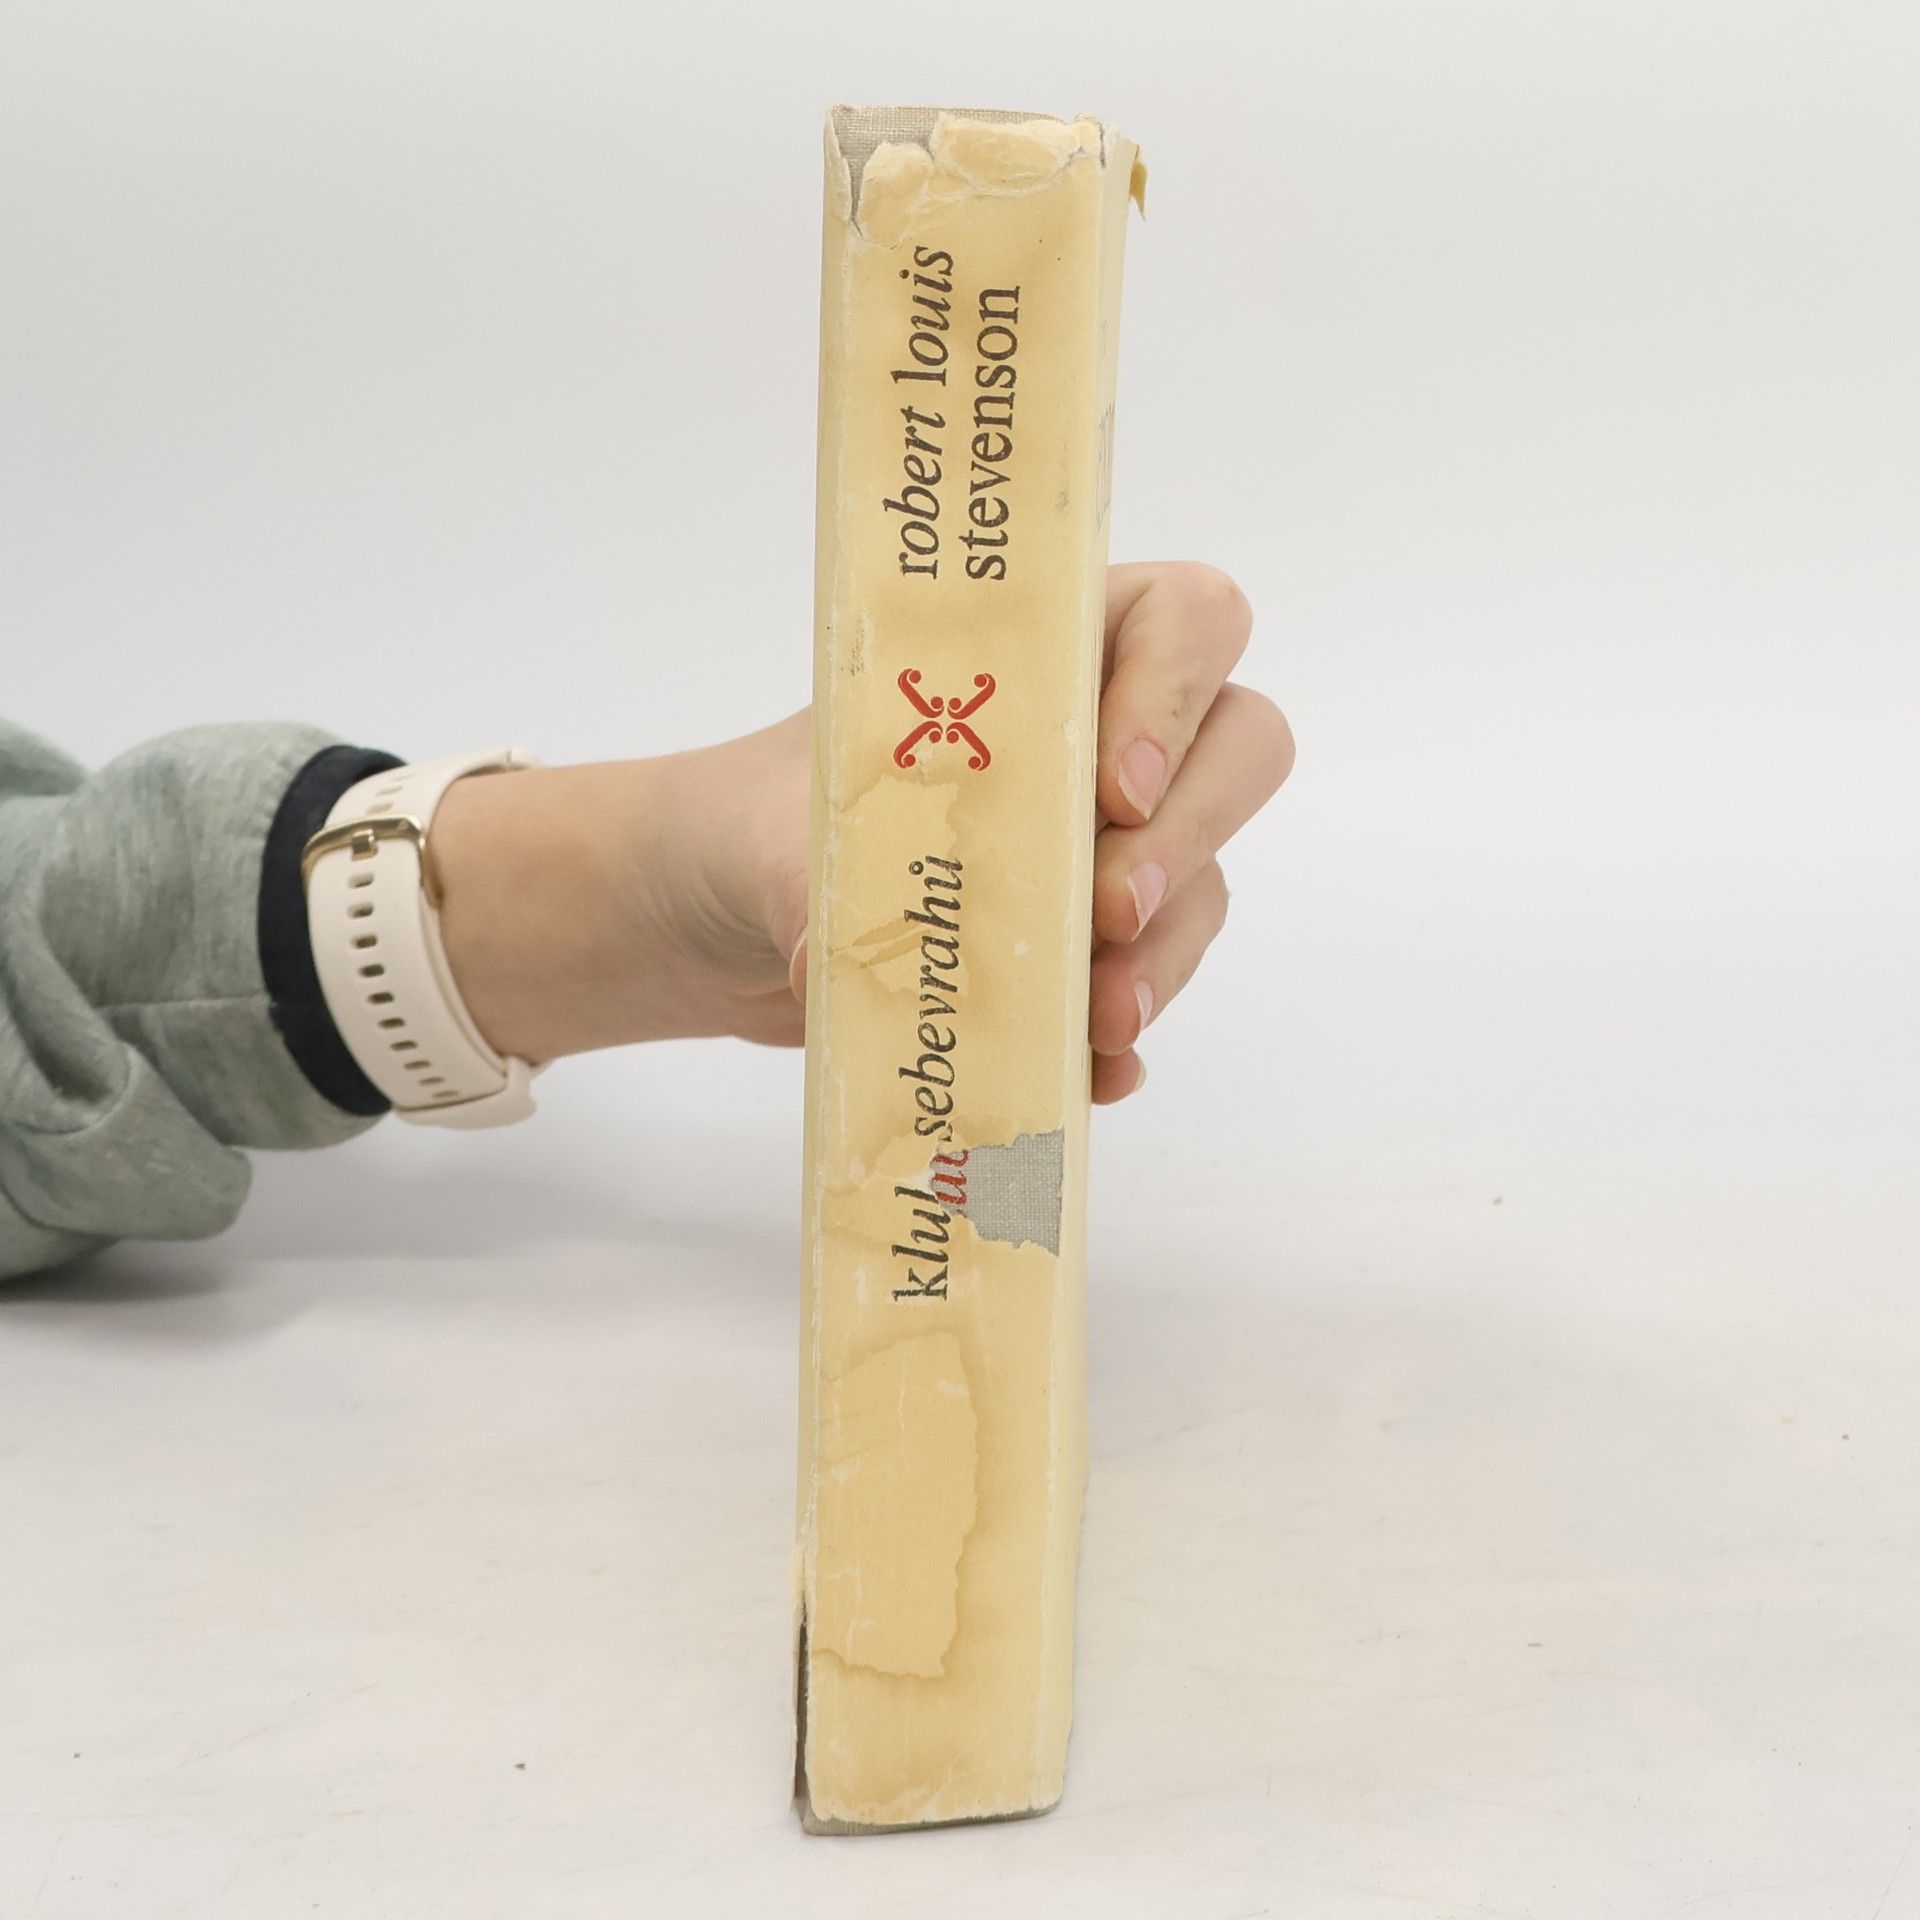 robert louis
stevenson
klub sebevrahů